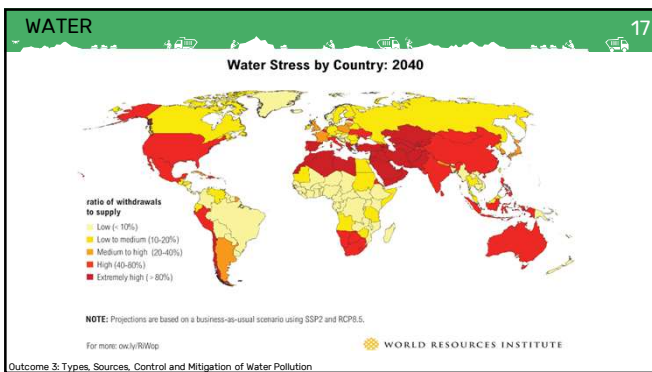 WATER
17
Water Stress by Country: 2040
ratio of withdrawals
to supply
Low (< 10%)
Low to medium (10-20%)
Medium to high (20-40%)
High (40-80%)
Extremely high (> 80%)
NOTE: Projections are based on a business-as-usual scenario using SSP2 and RCP8.5.
For more: ow.ly/RiWop
WORLD RESOURCES INSTITUTE
Outcome 3: Types, Sources, Control and Mitigation of Water Pollution